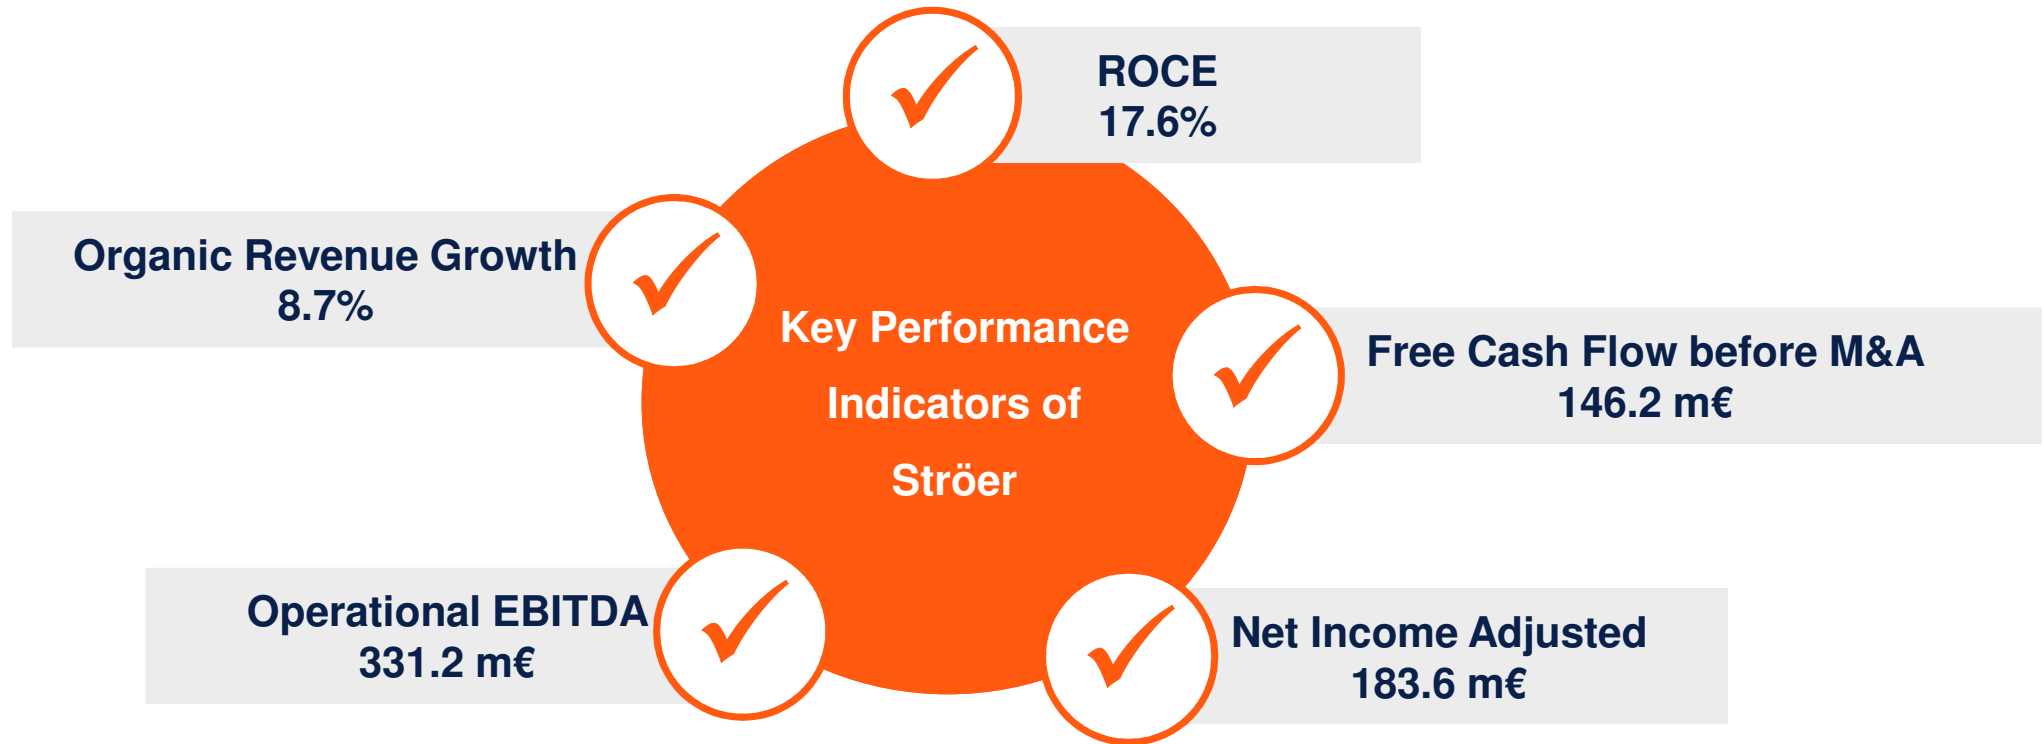 ROCE
17.6%
Organic Revenue Growth
8.7%
Key Performance
Indicators of
Ströer
Free Cash Flow before M&A
146.2 m€
Operational EBITDA
331.2 m€
Net Income Adjusted
183.6 m€